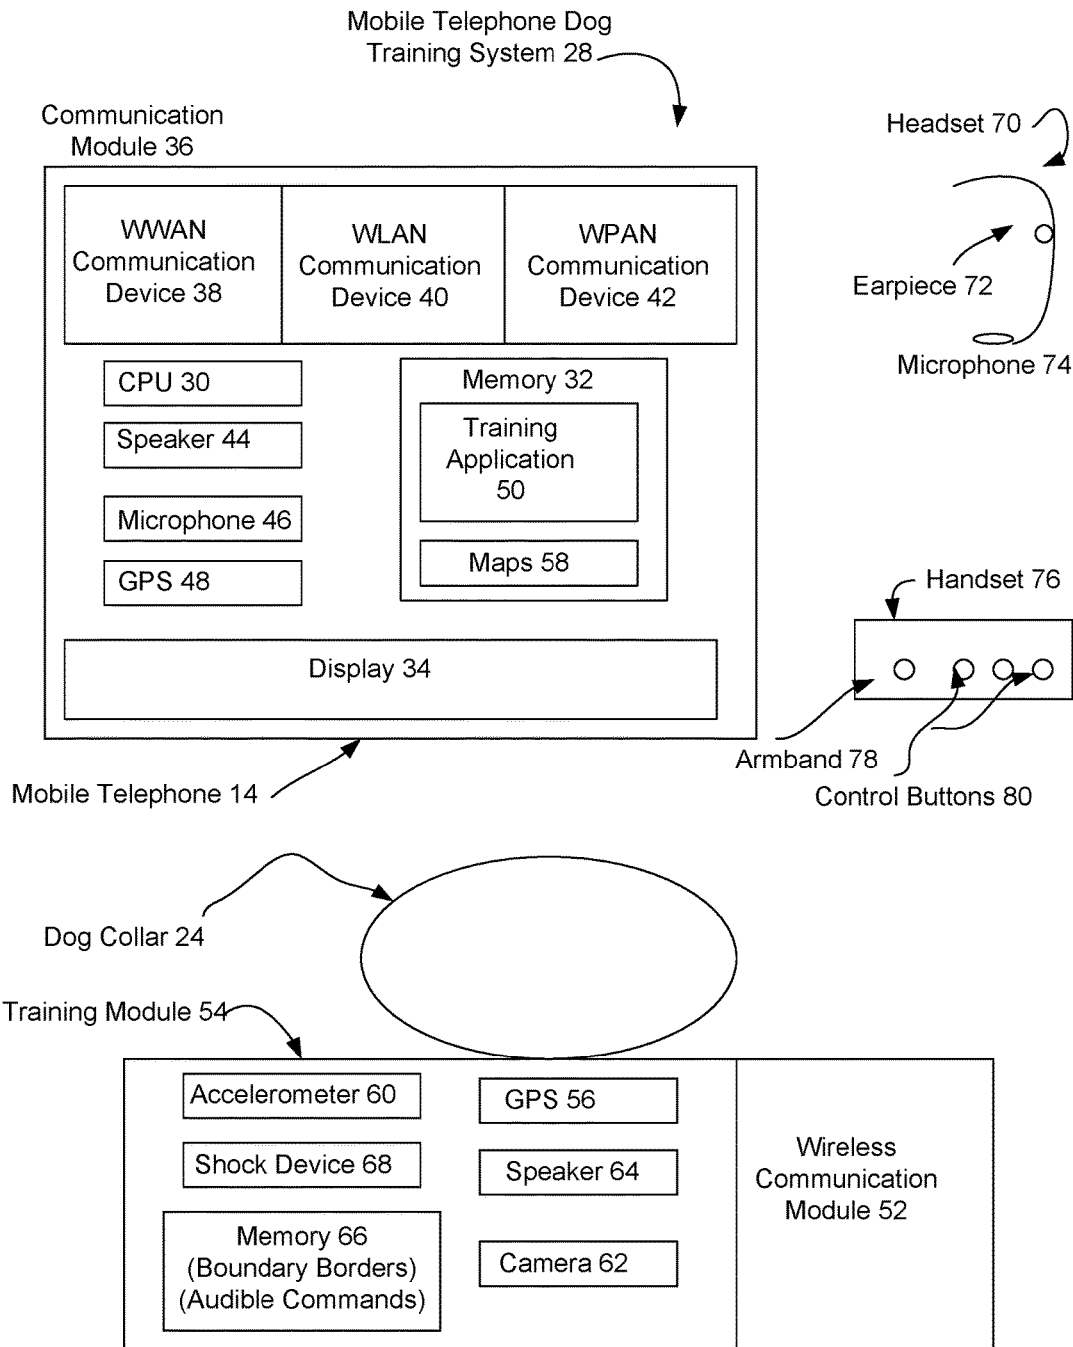 Mobile Telephone Dog
Training System 28
Communication
Module 36
Headset 70
WWAN
Communication
Device 38
WLAN
Communication
Device 40
WPAN
Communication
Device 42
Earpiece 72
Microphone 74
CPU 30
Speaker 44
Microphone 46
GPS 48
Memory 32
Training
Application
50
Maps 58
Handset 76
Display 34
Armband 78
Control Buttons 80
Mobile Telephone 14
Dog Collar 24
Training Module 54
Accelerometer 60
GPS 56
Shock Device 68
Speaker 64
Memory 66
(Boundary Borders)
(Audible Commands)
Camera 62
Wireless
Communication
Module 52